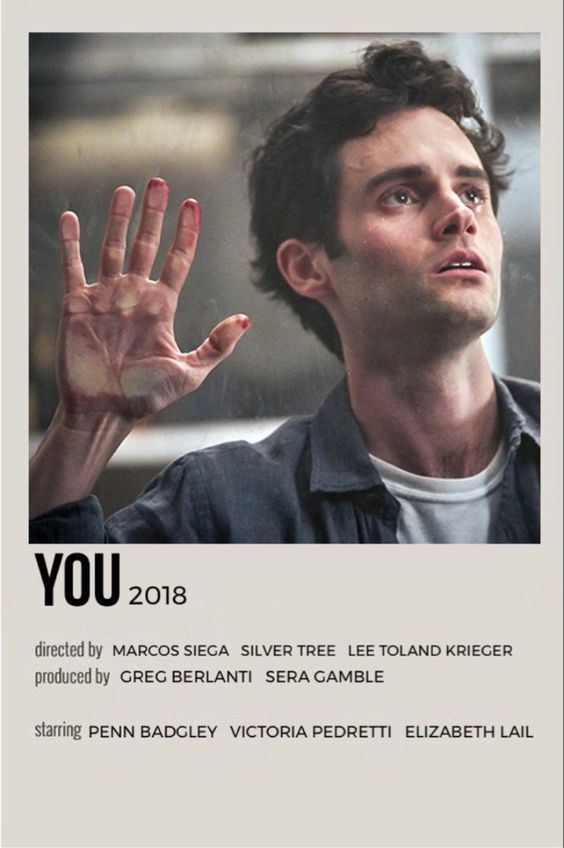 YOU 2018
directed by MARCOS SIEGA SILVER TREE LEE TOLAND KRIEGER
produced by GREG BERLANTI SERA GAMBLE
starring PENN BADGLEY VICTORIA PEDRETTI ELIZABETH LAIL